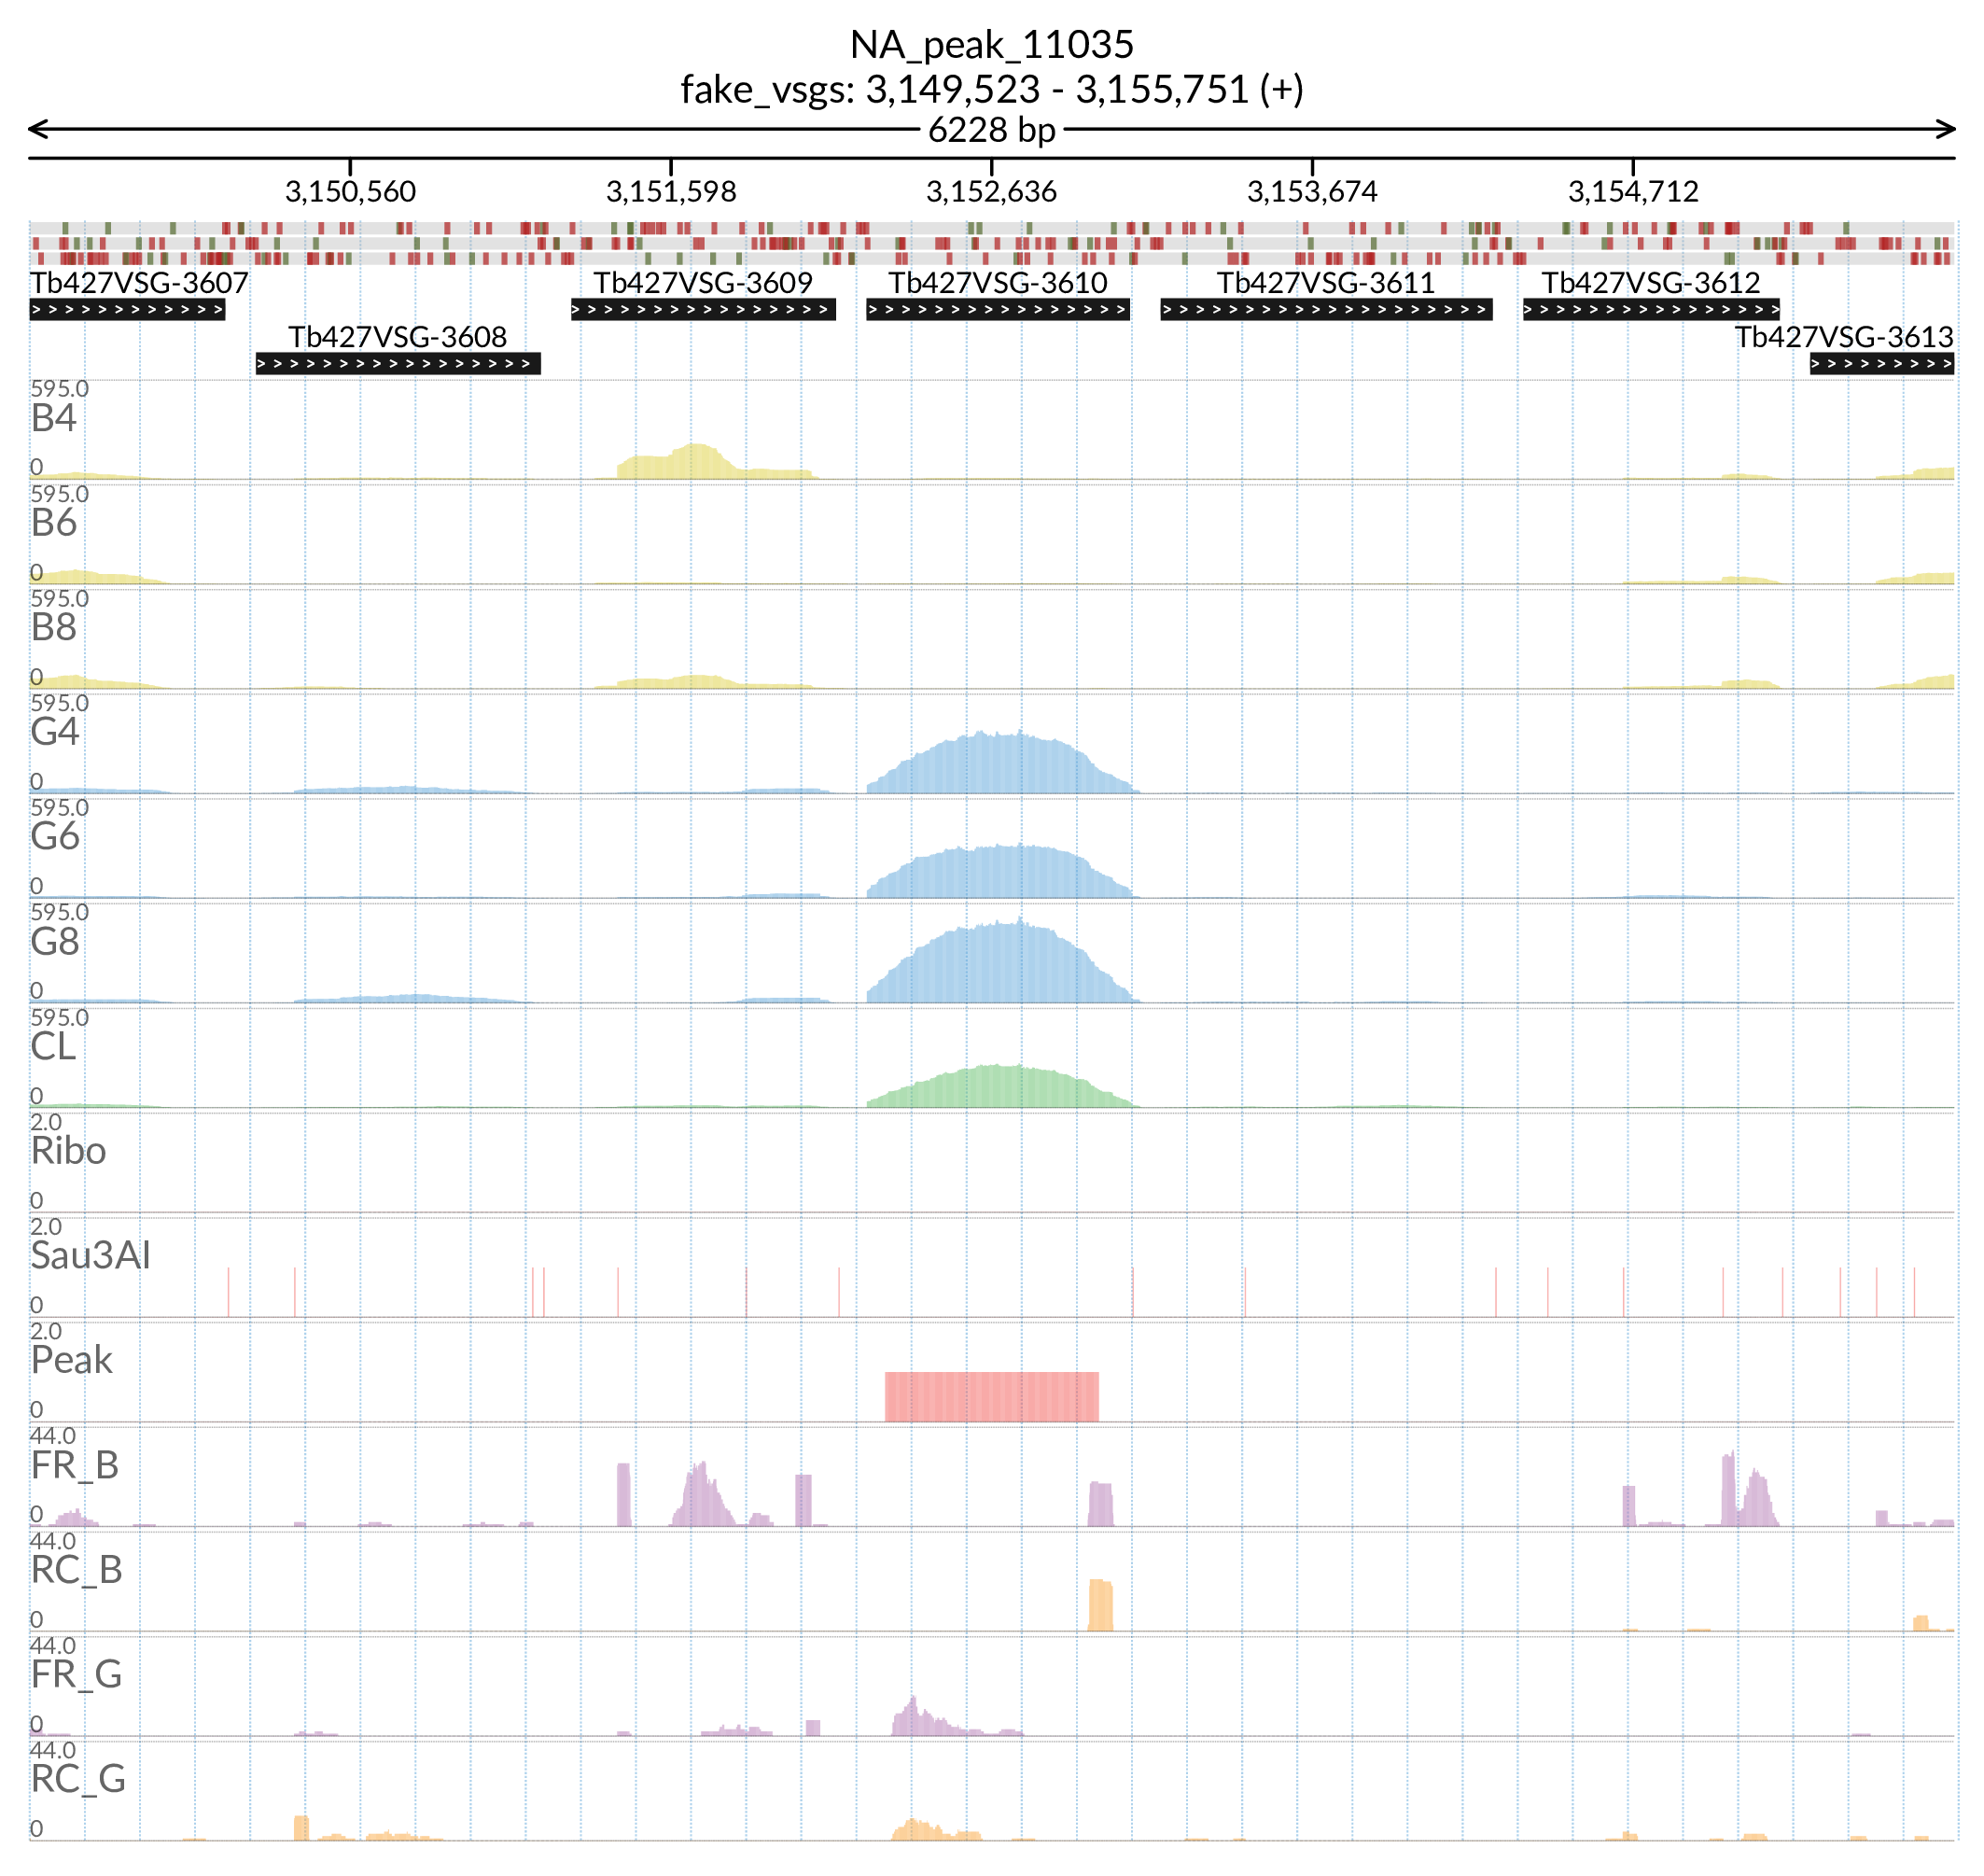 NA_peak_11035
fake_vsgs: 3,149,523 - 3,155,751 (+)
6228 bp
3,150,560 3,151,598 3,152,636 3,153,674 3,154,712
Tb427VSG-3607 Tb427VSG-3609 Tb427VSG-3610 Tb427VSG-3611 Tb427VSG-3612
Tb427VSG-3608 Tb427VSG-3613
595.0
B4
0
595.0
B6
0
595.0
B8
0
595.0
G4
0
595.0
G6
0
595.0
G8
0
595.0
CL
0
2.0
Ribo
0
2.0
Sau3AI
0
2.0
Peak
0
44.0
FR_B
0
44.0
RC_B
0
44.0
FR_G
0
44.0
RC_G
0